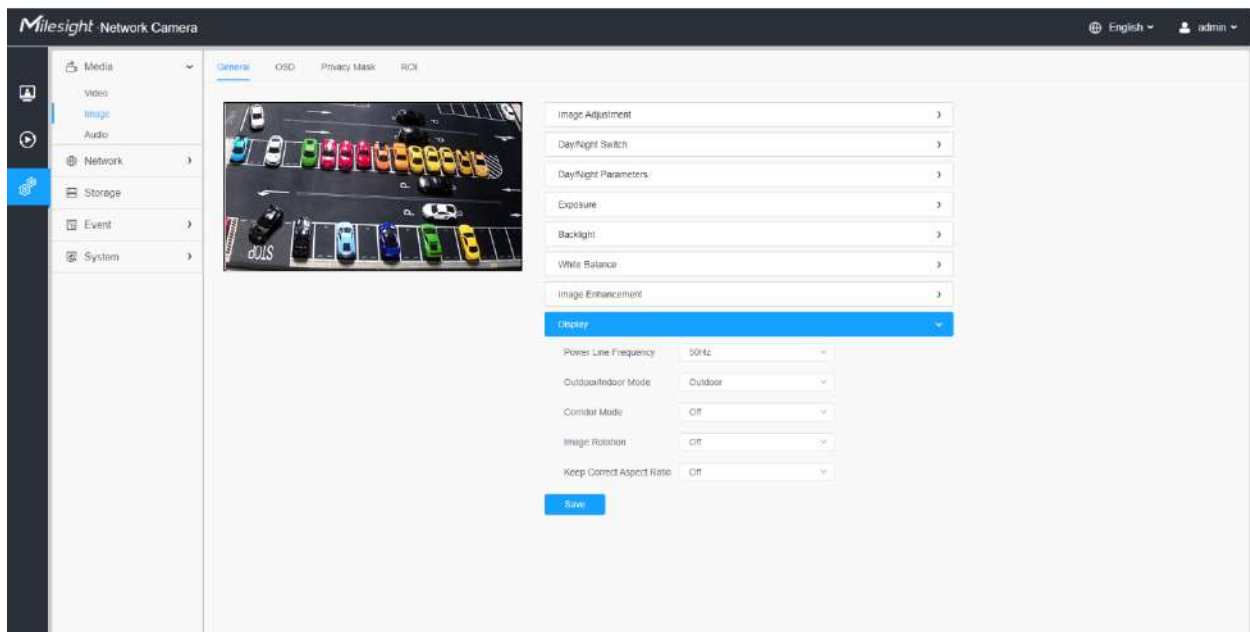 Milesight Network Camera
English
admin
Media
Video
Image
Audio
Network
Storage
Event
System
General OSD Privacy Mask ROI
P
P
STOP
Image Adjustment
Day/Night Switch
Day/Night Parameters
Exposure
Backlight
White Balance
Image Enhancement
Display
Power Line Frequency 50Hz
Outdoor/Indoor Mode Outdoor
Corridor Mode Off
Image Rotation Off
Keep Correct Aspect Ratio Off
Save